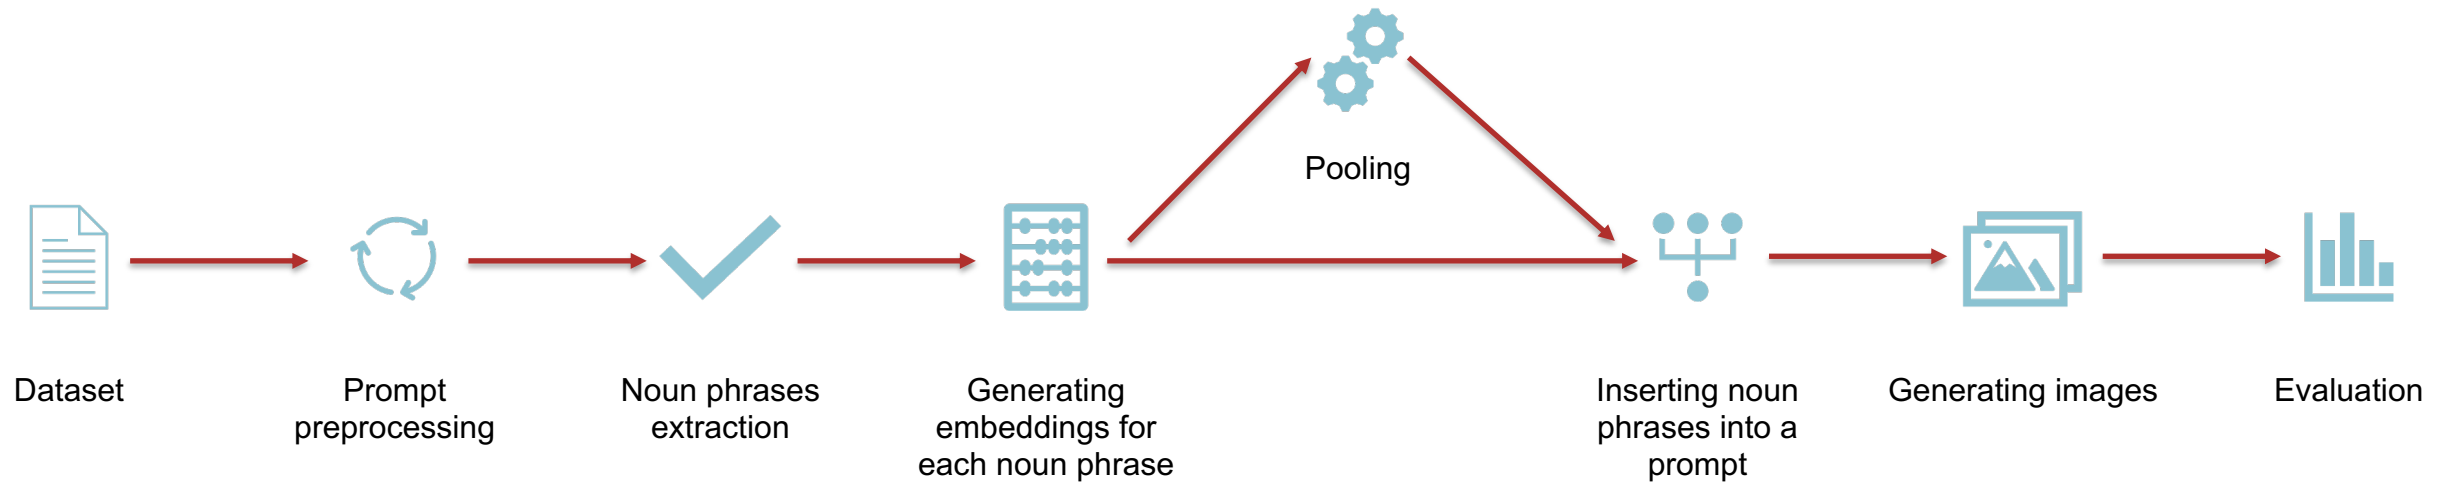 Pooling
Dataset
Prompt
preprocessing
Noun phrases
extraction
Generating
embeddings for
each noun phrase
Inserting noun
phrases into a
prompt
Generating images
Evaluation